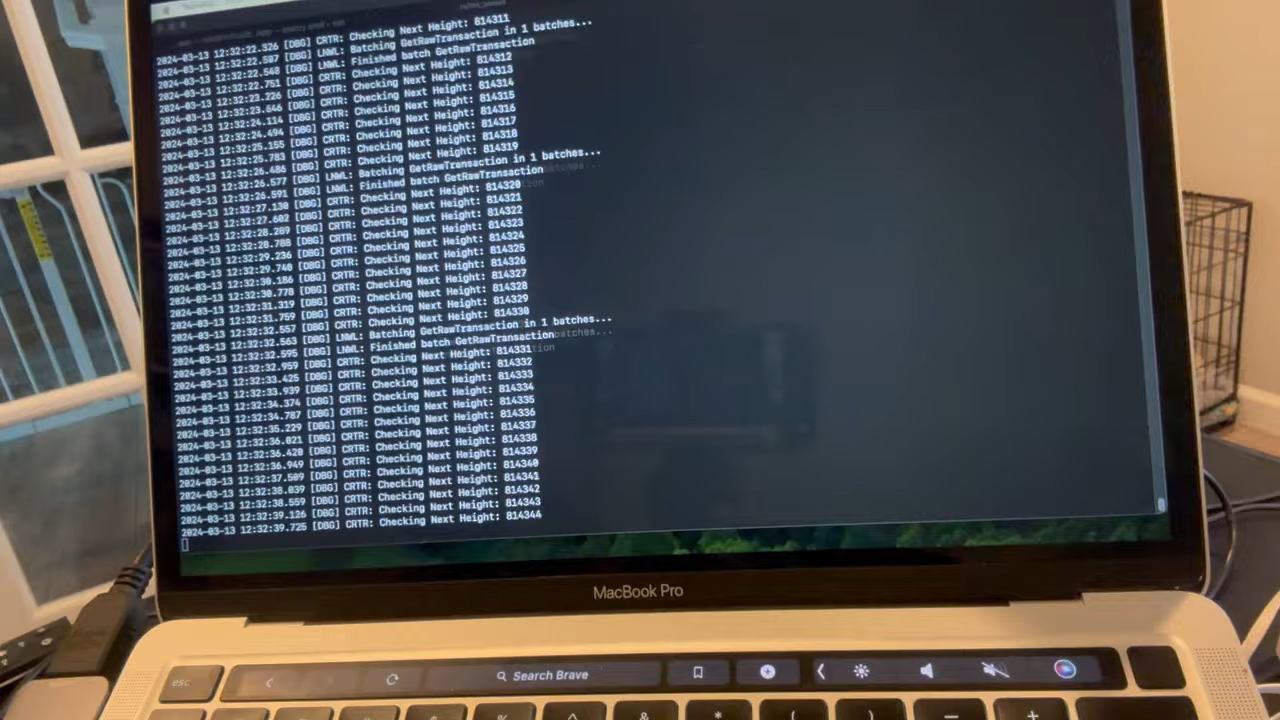 2024-03-13 12:32:22.326 [DBG] CRTR: Checking Next Height: 814311
2024-03-13 12:32:22.507 [DBG] LNWL: Batching GetRawTransaction in 1 batches...
2024-03-13 12:32:22.548 [DBG] LNWL: Finished batch GetRawTransaction
2024-03-13 12:32:22.751 [DBG] CRTR: Checking Next Height: 814312
2024-03-13 12:32:23.226 [DBG] CRTR: Checking Next Height: 814313
2024-03-13 12:32:23.646 [DBG] CRTR: Checking Next Height: 814314
2024-03-13 12:32:24.114 [DBG] CRTR: Checking Next Height: 814315
2024-03-13 12:32:24.494 [DBG] CRTR: Checking Next Height: 814316
2024-03-13 12:32:25.155 [DBG] CRTR: Checking Next Height: 814317
2024-03-13 12:32:25.783 [DBG] CRTR: Checking Next Height: 814318
2024-03-13 12:32:26.486 [DBG] CRTR: Checking Next Height: 814319
2024-03-13 12:32:26.577 [DBG] LNWL: Batching GetRawTransaction in 1 batches...
2024-03-13 12:32:26.591 [DBG] LNWL: Finished batch GetRawTransaction
2024-03-13 12:32:27.130 [DBG] CRTR: Checking Next Height: 814320
2024-03-13 12:32:27.602 [DBG] CRTR: Checking Next Height: 814321
2024-03-13 12:32:28.209 [DBG] CRTR: Checking Next Height: 814322
2024-03-13 12:32:28.788 [DBG] CRTR: Checking Next Height: 814323
2024-03-13 12:32:29.236 [DBG] CRTR: Checking Next Height: 814324
2024-03-13 12:32:29.740 [DBG] CRTR: Checking Next Height: 814325
2024-03-13 12:32:30.186 [DBG] CRTR: Checking Next Height: 814326
2024-03-13 12:32:30.778 [DBG] CRTR: Checking Next Height: 814327
2024-03-13 12:32:31.319 [DBG] CRTR: Checking Next Height: 814328
2024-03-13 12:32:31.759 [DBG] CRTR: Checking Next Height: 814329
2024-03-13 12:32:32.557 [DBG] CRTR: Checking Next Height: 814330
2024-03-13 12:32:32.563 [DBG] LNWL: Batching GetRawTransaction in 1 batches...
2024-03-13 12:32:32.595 [DBG] LNWL: Finished batch GetRawTransaction
2024-03-13 12:32:32.959 [DBG] CRTR: Checking Next Height: 814331
2024-03-13 12:32:33.425 [DBG] CRTR: Checking Next Height: 814332
2024-03-13 12:32:33.939 [DBG] CRTR: Checking Next Height: 814333
2024-03-13 12:32:34.374 [DBG] CRTR: Checking Next Height: 814334
2024-03-13 12:32:34.787 [DBG] CRTR: Checking Next Height: 814335
2024-03-13 12:32:35.229 [DBG] CRTR: Checking Next Height: 814336
2024-03-13 12:32:36.021 [DBG] CRTR: Checking Next Height: 814337
2024-03-13 12:32:36.420 [DBG] CRTR: Checking Next Height: 814338
2024-03-13 12:32:36.949 [DBG] CRTR: Checking Next Height: 814339
2024-03-13 12:32:37.509 [DBG] CRTR: Checking Next Height: 814340
2024-03-13 12:32:38.039 [DBG] CRTR: Checking Next Height: 814341
2024-03-13 12:32:38.559 [DBG] CRTR: Checking Next Height: 814342
2024-03-13 12:32:39.126 [DBG] CRTR: Checking Next Height: 814343
2024-03-13 12:32:39.725 [DBG] CRTR: Checking Next Height: 814344
MacBook Pro
esc
Search Brave